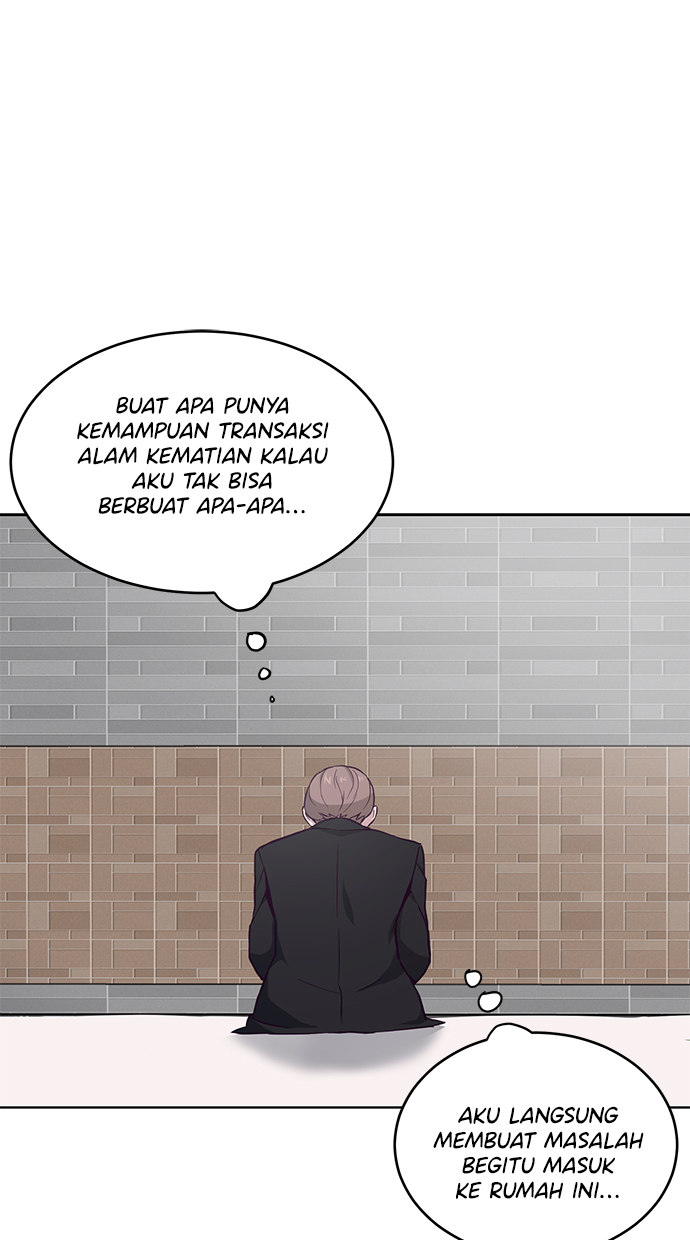 BUAT APA PUNYA
KEMAMPUAN TRANSAKSI
ALAM KEMATIAN KALAU
AKU TAK BISA
BERBUAT APA-APA...
AKU LANGSUNG
MEMBUAT MASALAH
BEGITU MASUK
KE RUMAH INI...